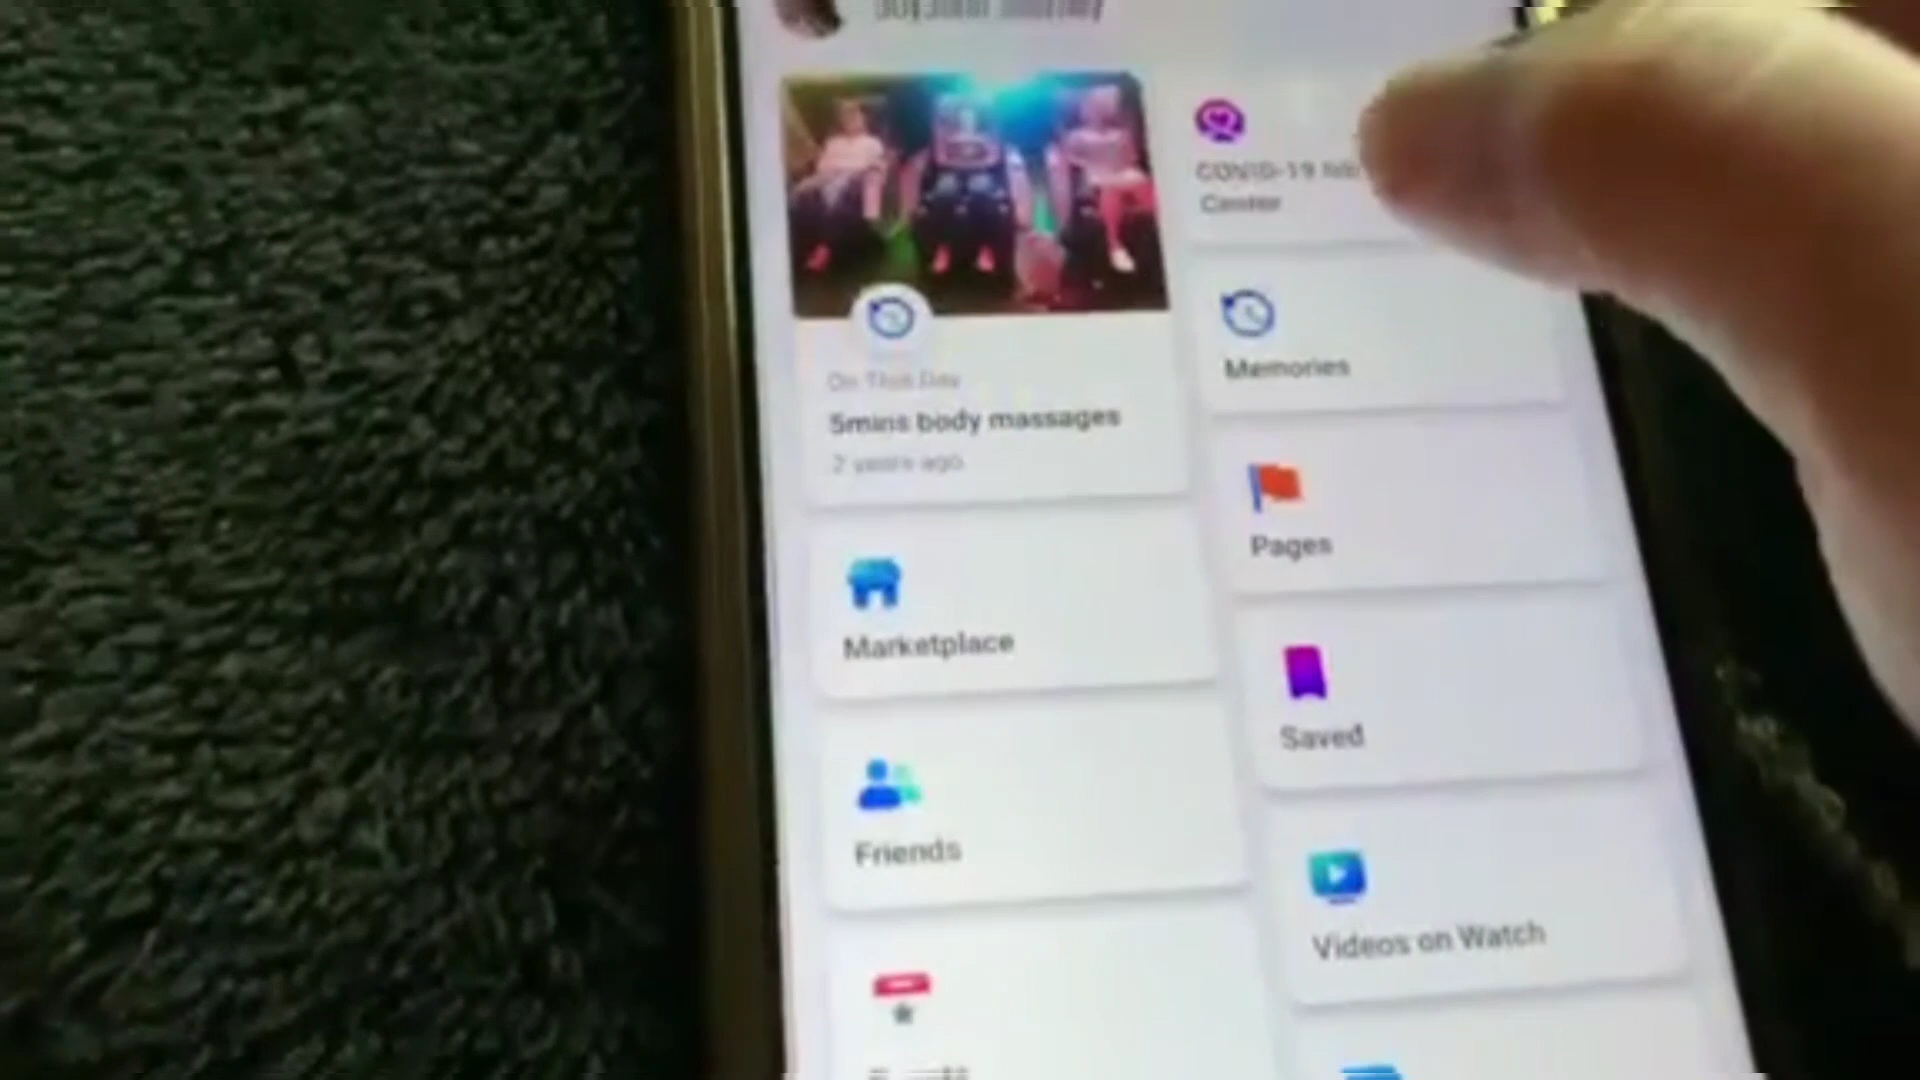 COVID-19
Center
On This Day
5mins body massages
2 years ago
Memories
Pages
Marketplace
Saved
Friends
Videos on Watch